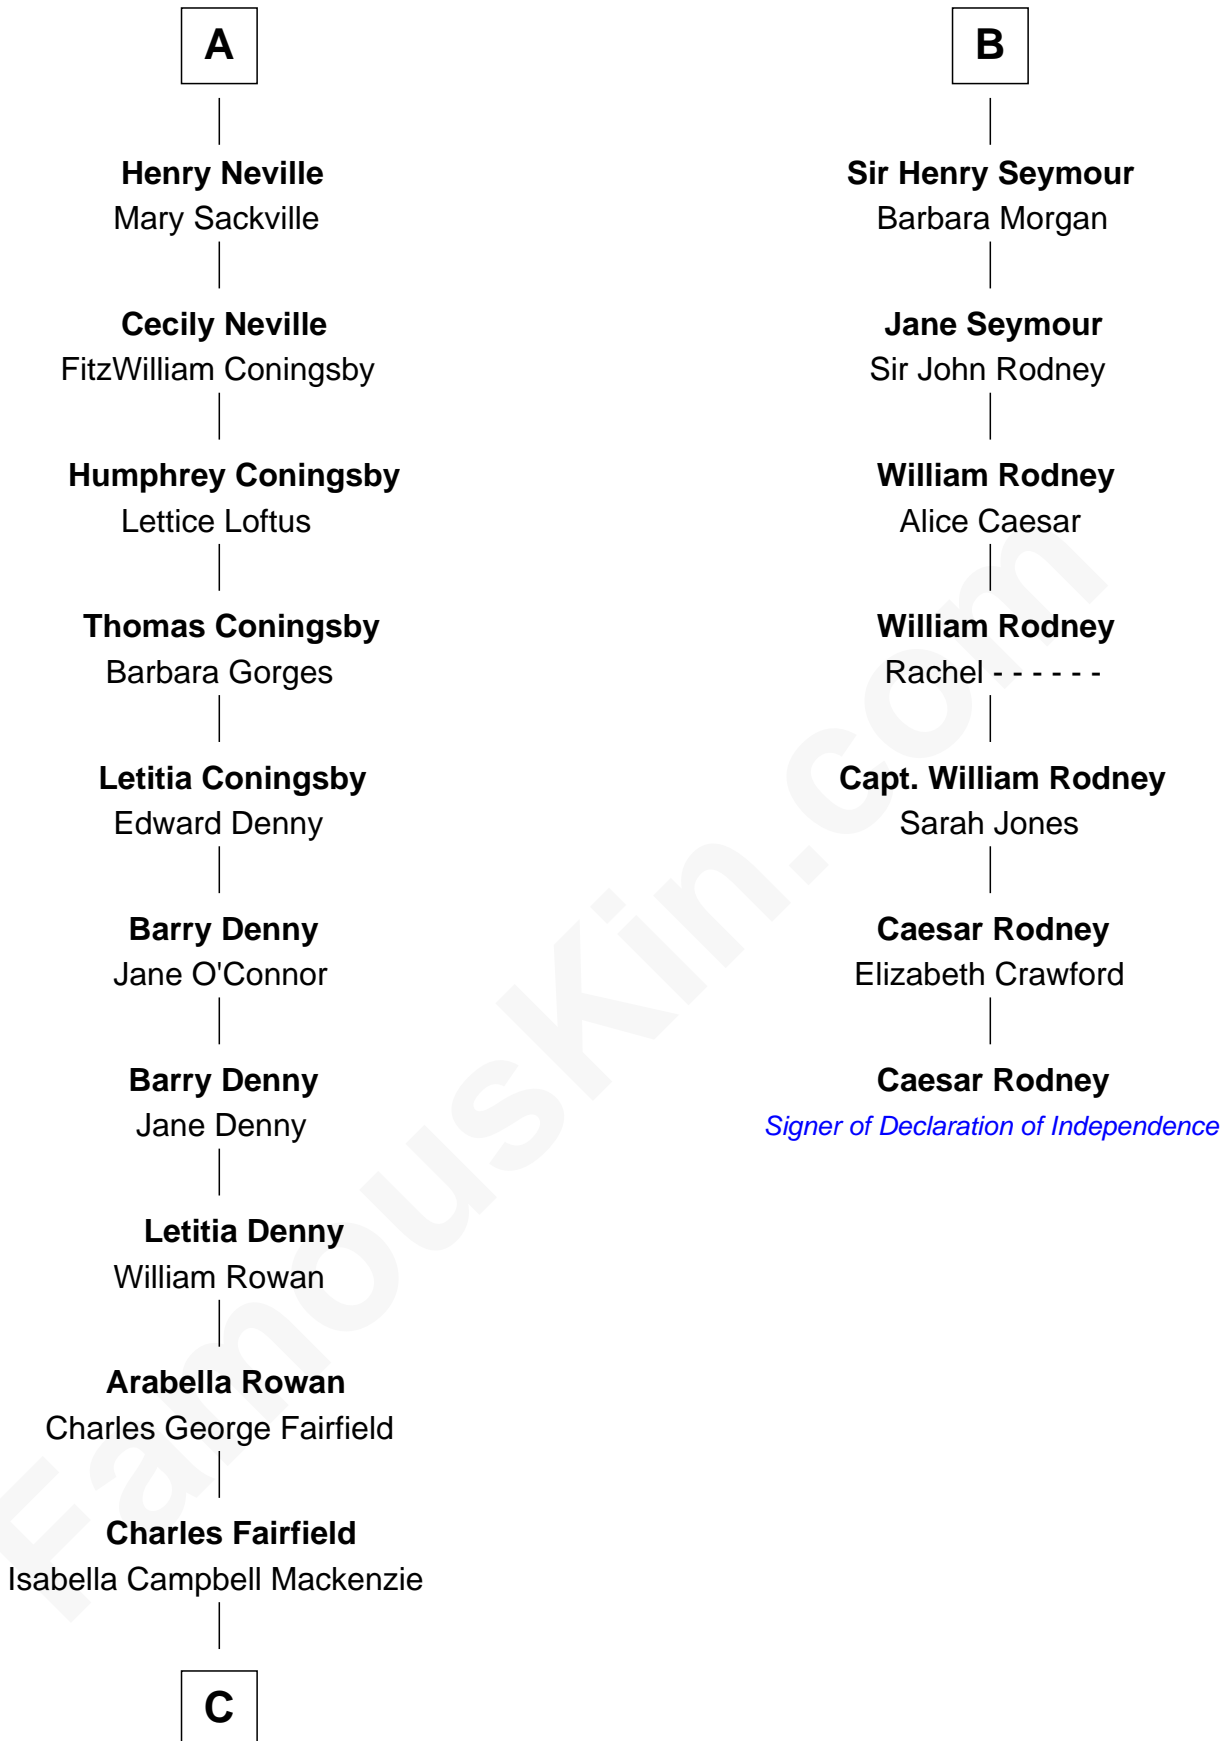 A
Henry Neville
Mary Sackville
Cecily Neville
FitzWilliam Coningsby
Humphrey Coningsby
Lettice Loftus
Thomas Coningsby
Barbara Gorges
Letitia Coningsby
Edward Denny
Barry Denny
Jane O'Connor
Barry Denny
Jane Denny
Letitia Denny
William Rowan
Arabella Rowan
Charles George Fairfield
Charles Fairfield
Isabella Campbell Mackenzie
C
B
Sir Henry Seymour
Barbara Morgan
Jane Seymour
Sir John Rodney
William Rodney
Alice Caesar
William Rodney
Rachel - - - - - -
Capt. William Rodney
Sarah Jones
Caesar Rodney
Elizabeth Crawford
Caesar Rodney
Signer of Declaration of Independence
FamousKin.com